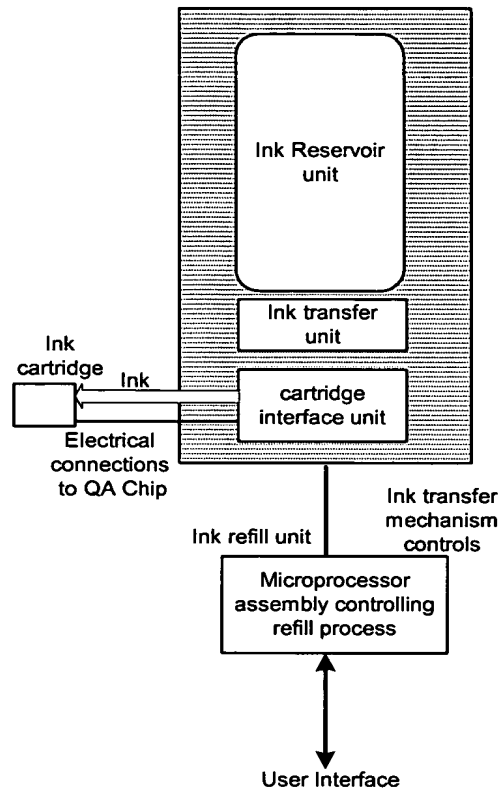 Ink Reservoir
unit
Ink transfer
unit
Ink
cartridge
Ink
cartridge
interface unit
Electrical
connections
to QA Chip
Ink transfer
mechanism
controls
Ink refill unit
Microprocessor
assembly controlling
refill process
User Interface